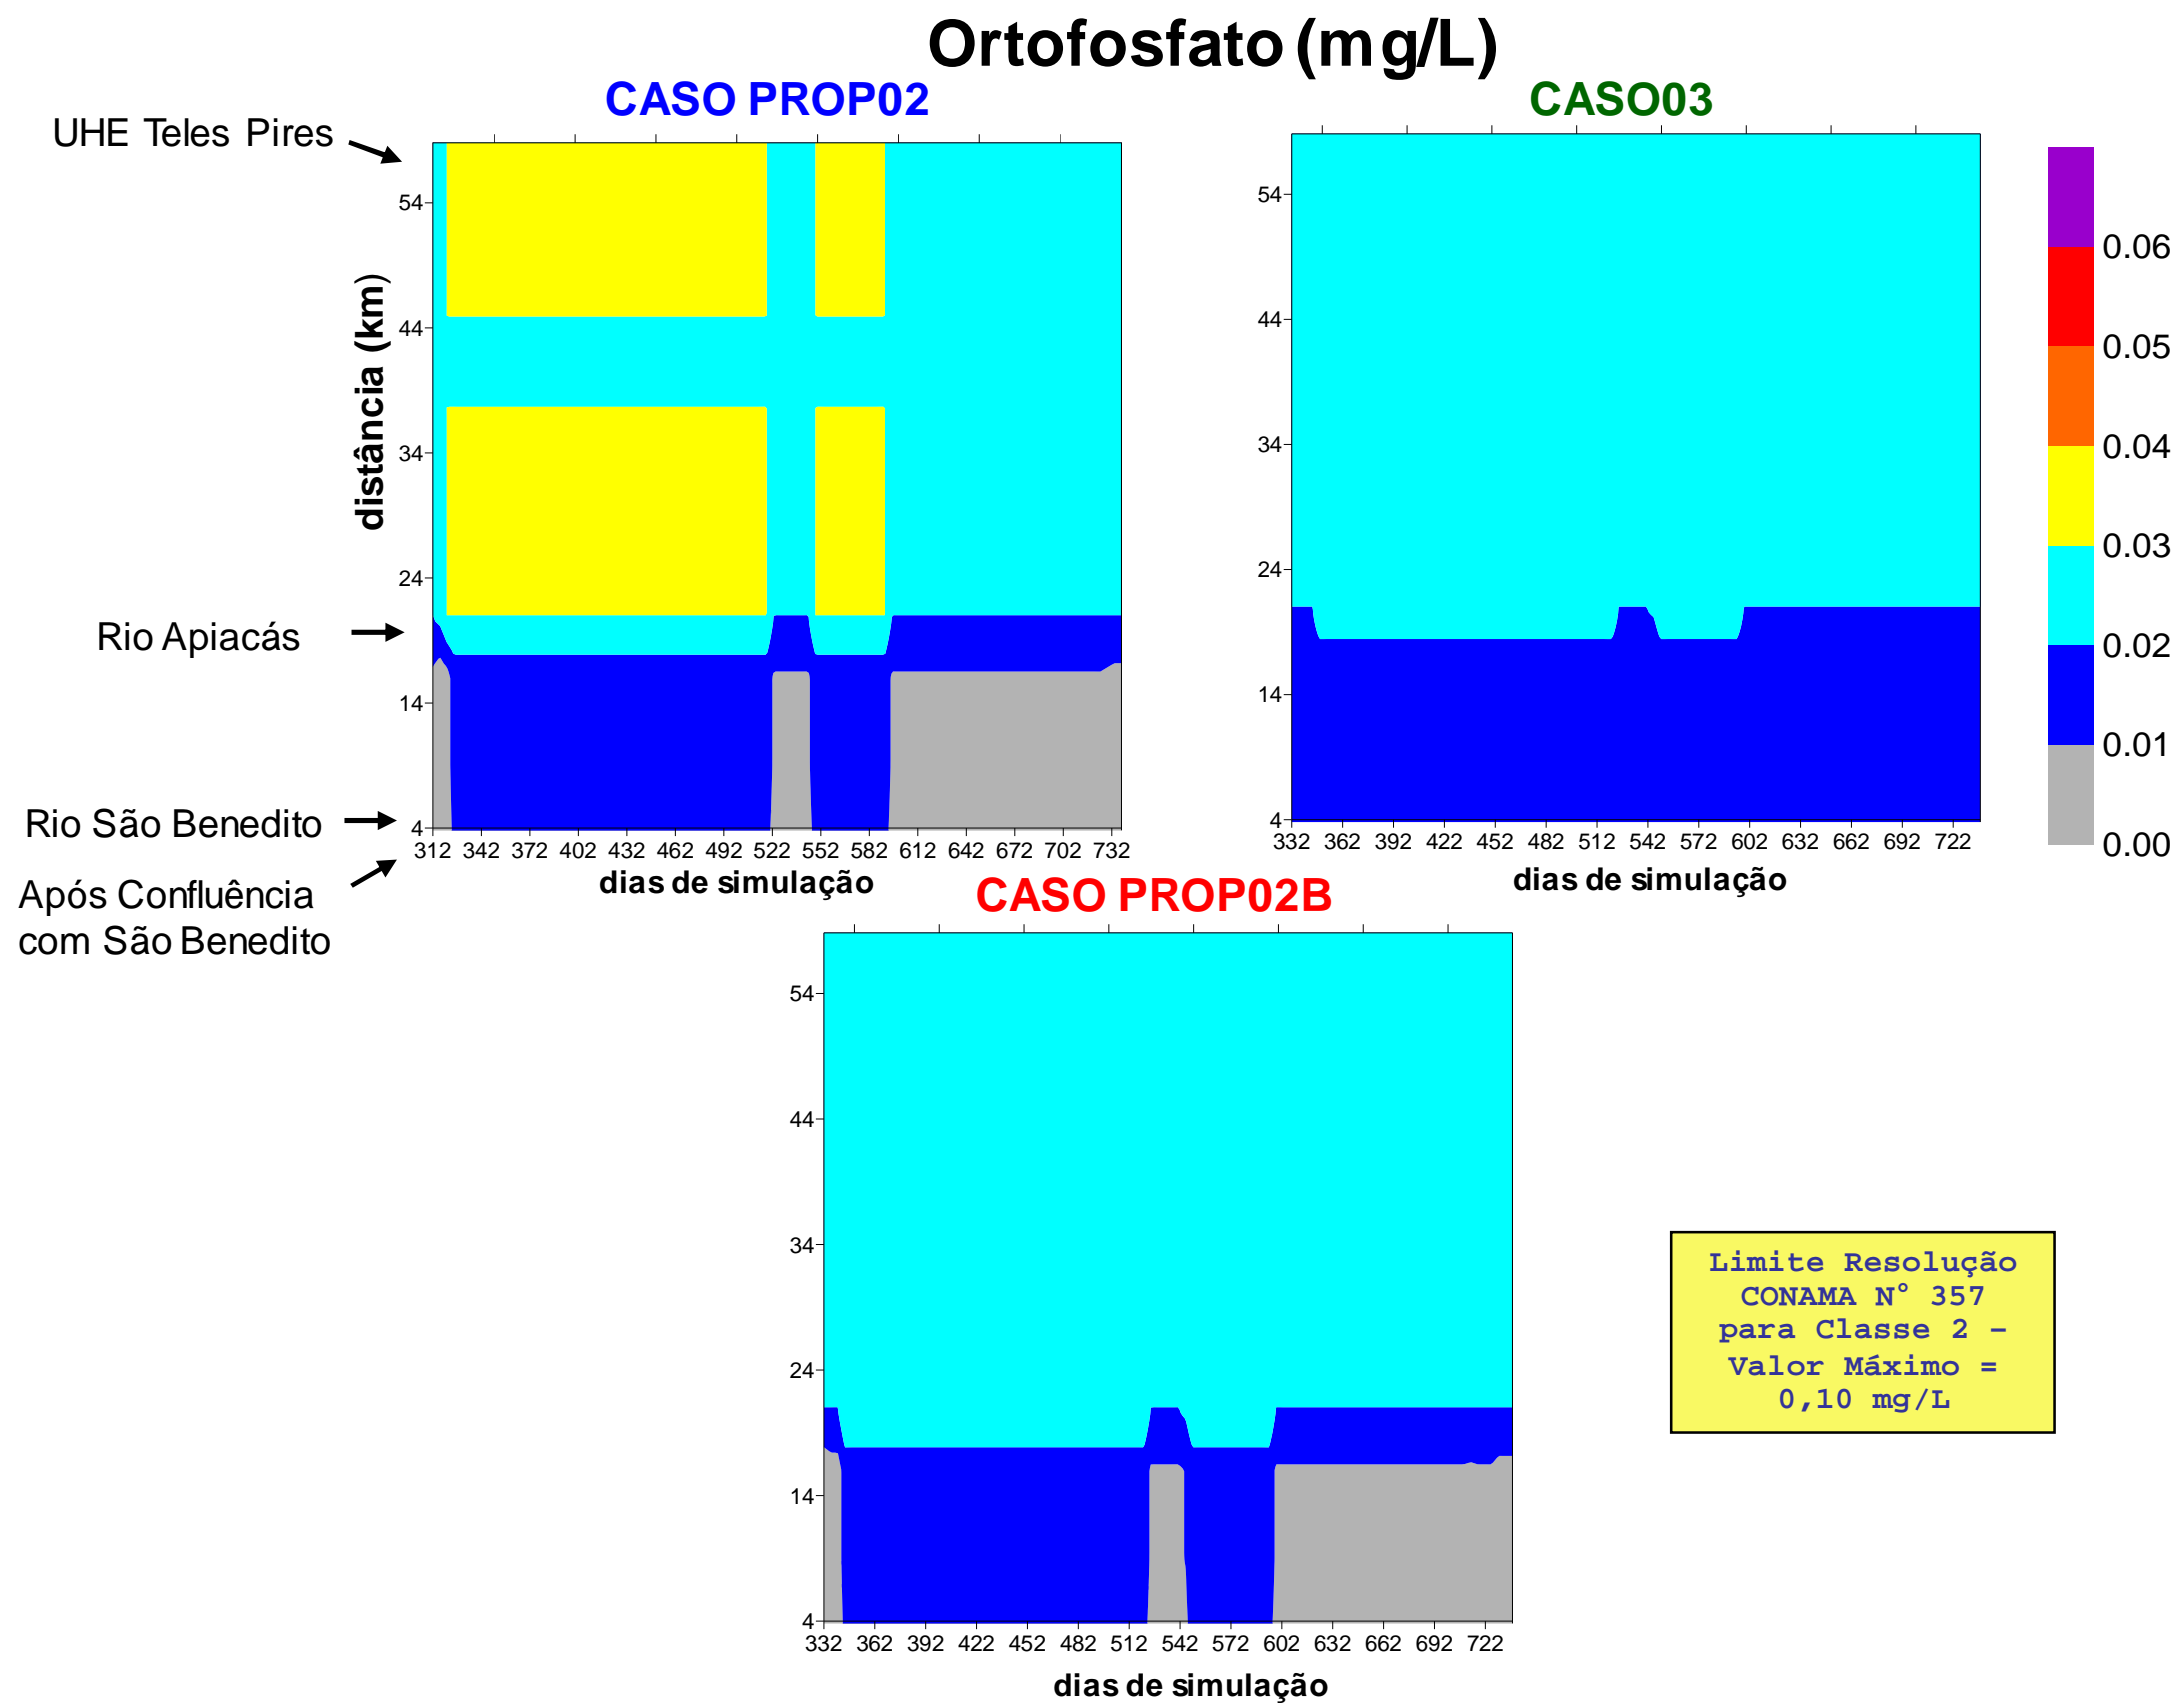 Ortofosfato (mg/L)
CASO PROP02
CASO03
UHE Teles Pires
Rio Apiacás
Rio São Benedito
Após Confluência
com São Benedito
distância (km)
54
44
34
24
14
4
312 342 372 402 432 462 492 522 552 582 612 642 672 702 732
dias de simulação
54
44
34
24
14
4
332 362 392 422 452 482 512 542 572 602 632 662 692 722
dias de simulação
0.06
0.05
0.04
0.03
0.02
0.01
0.00
CASO PROP02B
54
44
34
24
14
4
332 362 392 422 452 482 512 542 572 602 632 662 692 722
dias de simulação
Limite Resolução
CONAMA N° 357
para Classe 2 –
Valor Máximo =
0,10 mg/L